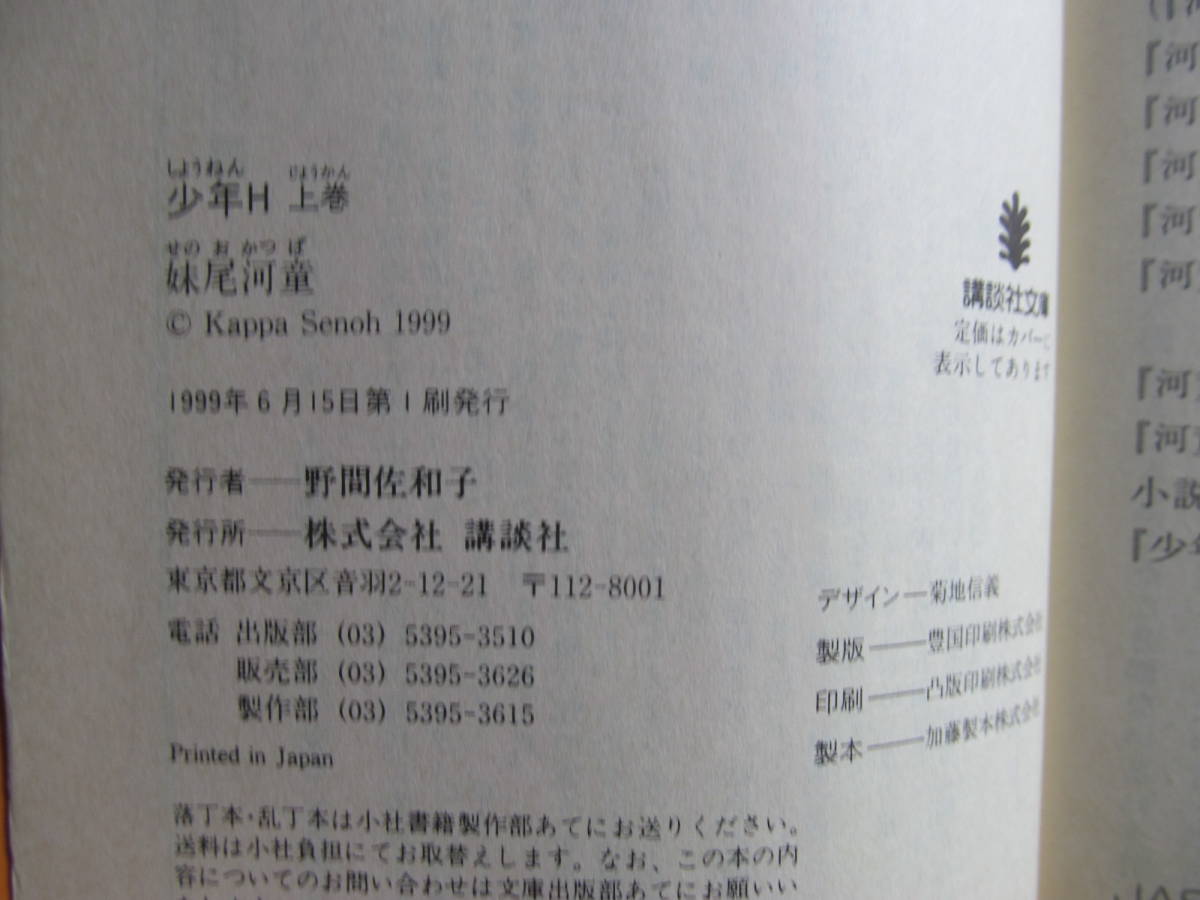 しょうねん じょうかん
少年H 上巻
せのおかっぱ
妹尾河童
© Kappa Senoh 1999
1999年6月15日第1刷発行
発行者――野間佐和子
発行所――株式会社 講談社
東京都文京区音羽2-12-21 〒112-8001
電話 出版部 (03) 5395-3510
販売部 (03) 5395-3626
製作部 (03) 5395-3615
Printed in Japan
落丁本・乱丁本は小社書籍製作部あてにお送りください。
送料は小社負担にてお取替えします。なお、この本の内
容についてのお問い合わせは文庫出版部あてにお願いい
講談社文庫
定価はカバーに
表示してあります
デザイン―菊地信義
製版――豊国印刷株式会社
印刷――凸版印刷株式会社
製本――加藤製本株式会社
『河
『河
『河
『河
『河
『河
『河童
小説
『少年